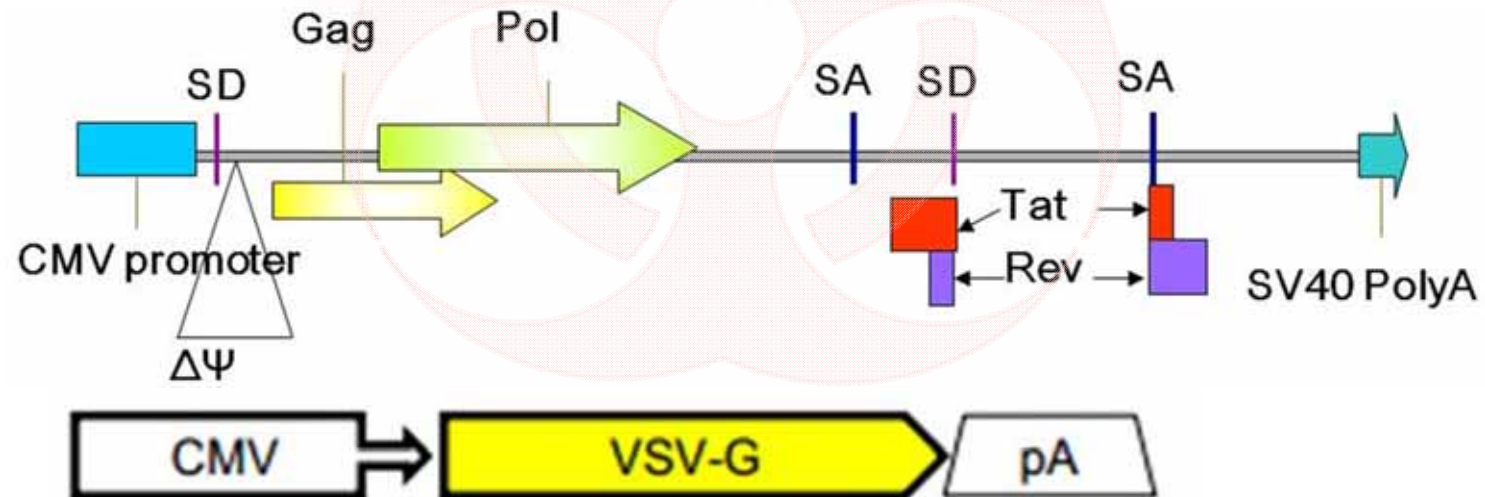 Gag Pol
SD SA SD SA
Tat
CMV promoter Rev SV40 PolyA
ΔΨ
CMV VSV-G pA